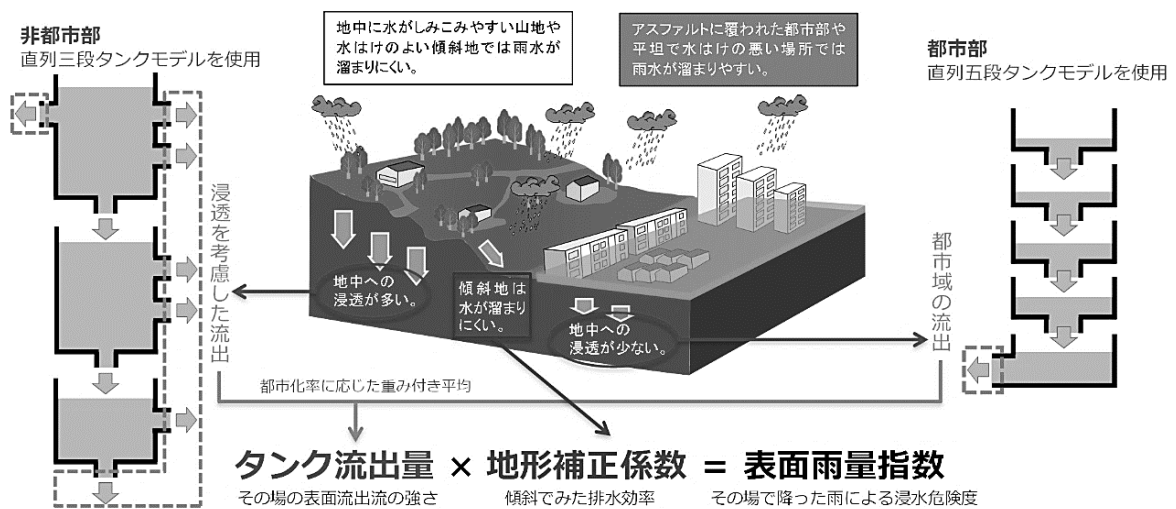 非都市部
直列三段タンクモデルを使用
地中に水がしみこみやすい山地や
水はけのよい傾斜地では雨水が
溜まりにくい。
アスファルトに覆われた都市部や
平坦で水はけの悪い場所では
雨水が溜まりやすい。
都市部
直列五段タンクモデルを使用
浸透を考慮した流出
地中への
浸透が多い。
傾斜地は
水が溜まり
にくい。
地中への
浸透が少ない。
都市域の流出
都市化率に応じた重み付き平均
タンク流出量 × 地形補正係数 = 表面雨量指数
その場の表面流出流の強さ
傾斜でみた排水効率
その場で降った雨による浸水危険度